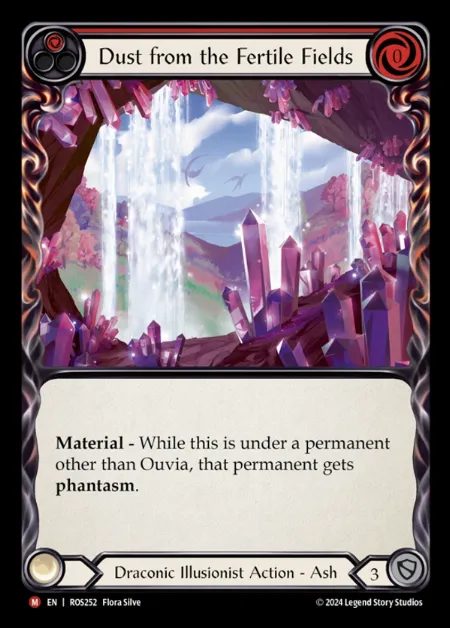 Dust from the Fertile Fields
0
Material - While this is under a permanent
other than Ouvia, that permanent gets
phantasm.
Draconic Illusionist Action - Ash
3
M EN | ROS252 Flora Silve
© 2024 Legend Story Studios